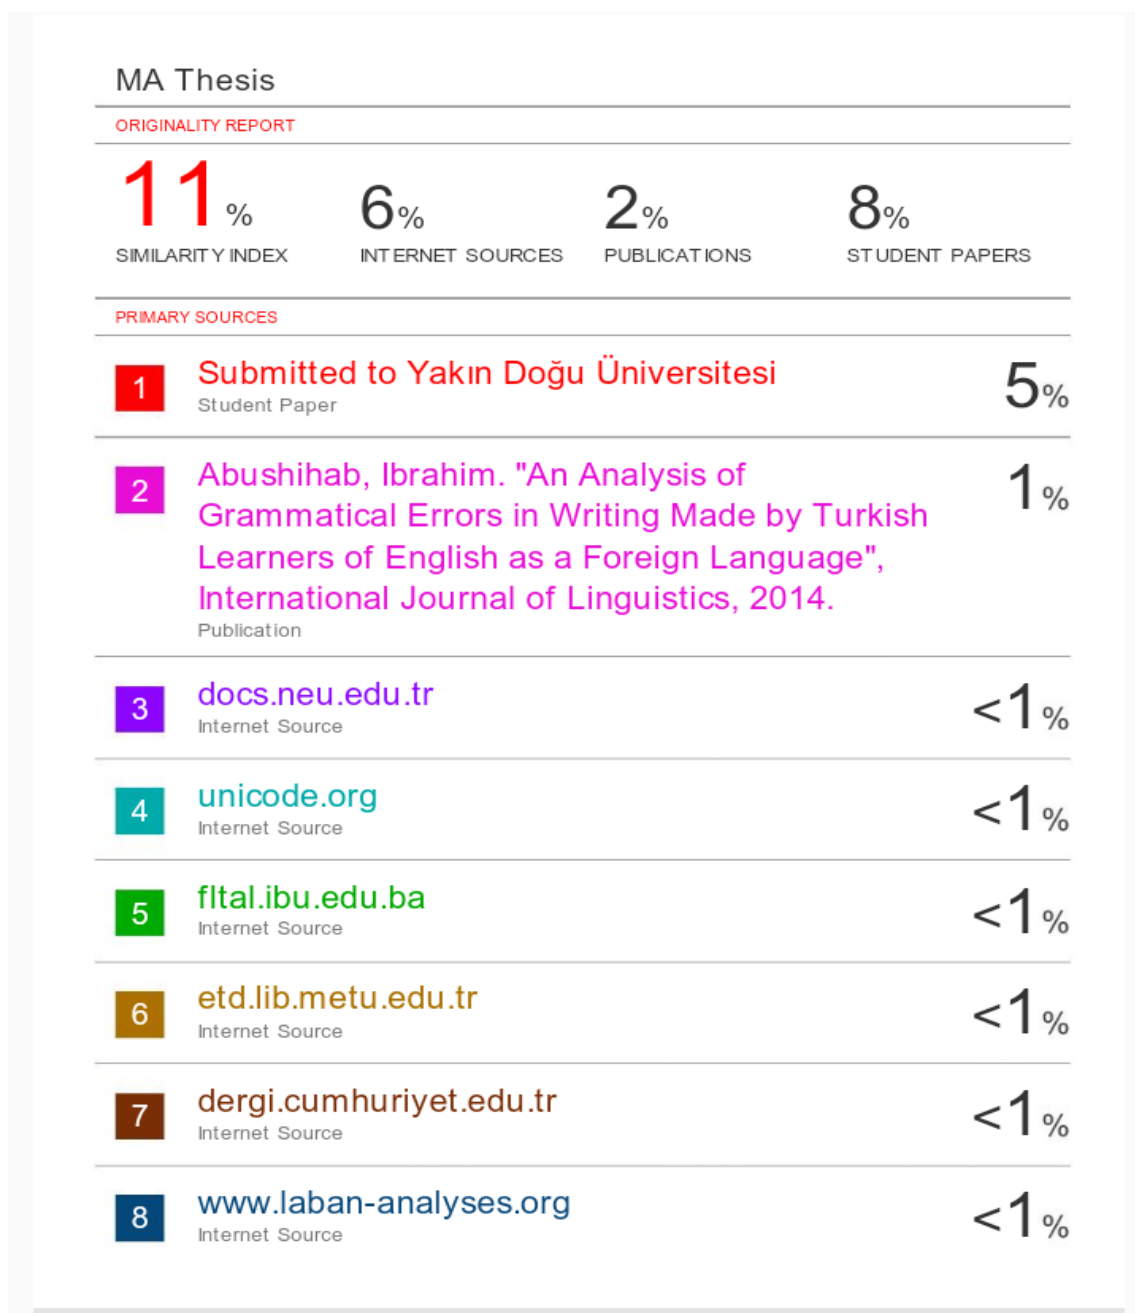 MA Thesis
ORIGINALITY REPORT
11% 6% 2% 8%
SIMILARITY INDEX INTERNET SOURCES PUBLICATIONS STUDENT PAPERS
PRIMARY SOURCES
1 Submitted to Yakın Doğu Üniversitesi 5%
Student Paper
2 Abushihab, Ibrahim. "An Analysis of 1%
Grammatical Errors in Writing Made by Turkish
Learners of English as a Foreign Language",
International Journal of Linguistics, 2014.
Publication
3 docs.neu.edu.tr <1%
Internet Source
4 unicode.org <1%
Internet Source
5 fltal.ibu.edu.ba <1%
Internet Source
6 etd.lib.metu.edu.tr <1%
Internet Source
7 dergi.cumhuriyet.edu.tr <1%
Internet Source
8 www.laban-analyses.org <1%
Internet Source